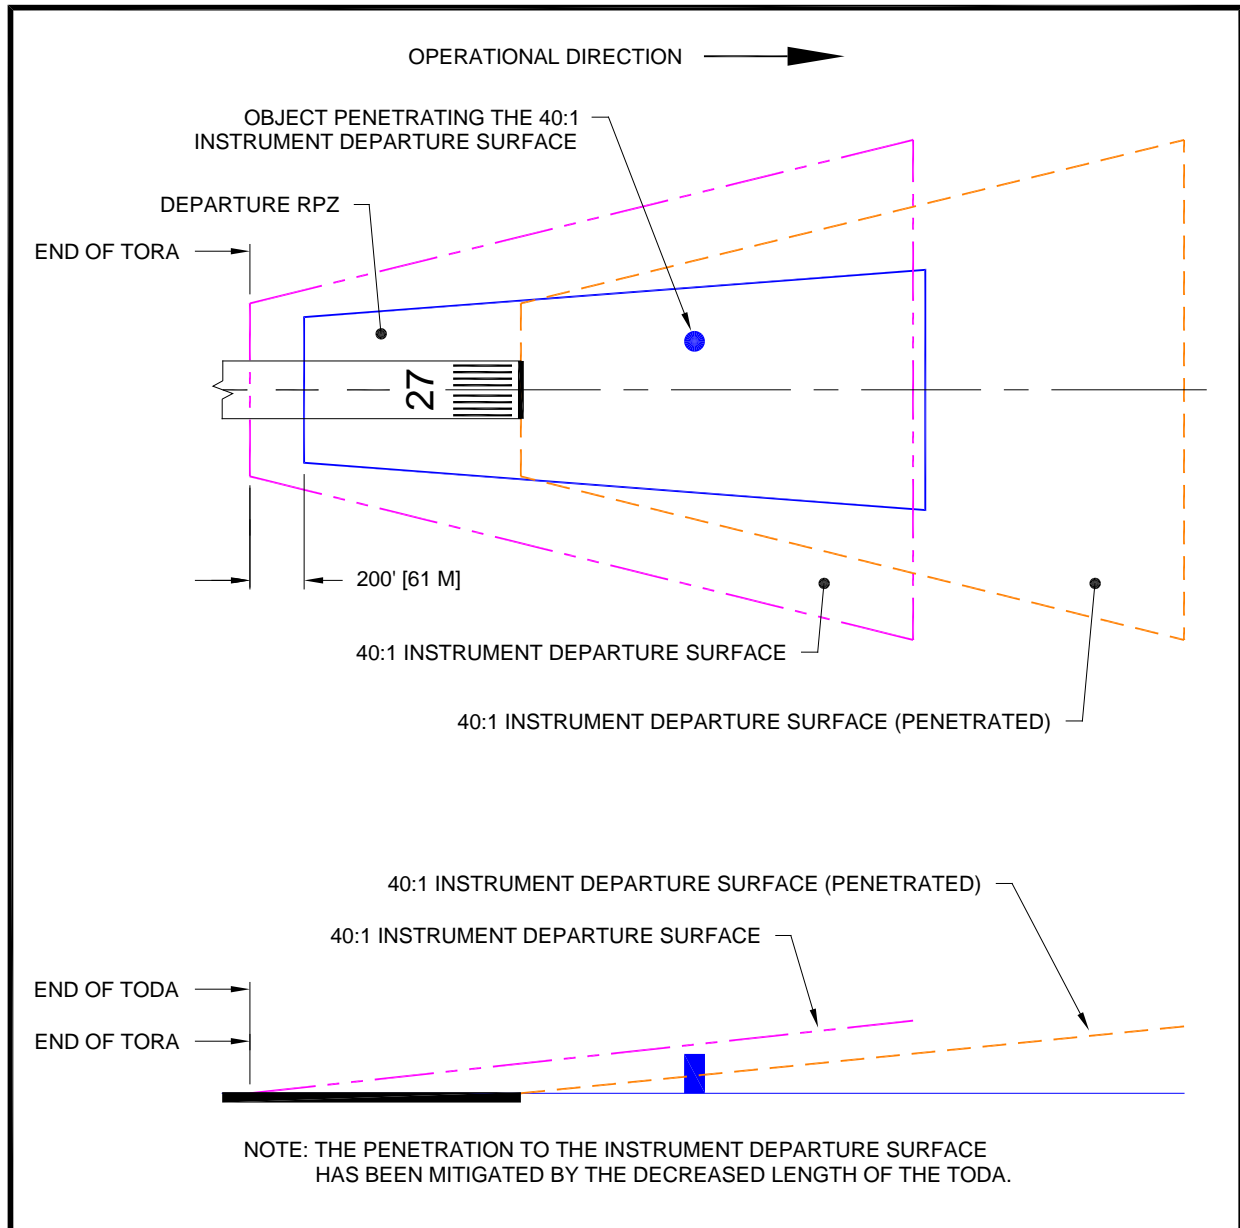 OPERATIONAL DIRECTION
OBJECT PENETRATING THE 40:1
INSTRUMENT DEPARTURE SURFACE
DEPARTURE RPZ
END OF TORA
27
200' [61 M]
40:1 INSTRUMENT DEPARTURE SURFACE
40:1 INSTRUMENT DEPARTURE SURFACE (PENETRATED)
40:1 INSTRUMENT DEPARTURE SURFACE (PENETRATED)
40:1 INSTRUMENT DEPARTURE SURFACE
END OF TODA
END OF TORA
NOTE: THE PENETRATION TO THE INSTRUMENT DEPARTURE SURFACE
HAS BEEN MITIGATED BY THE DECREASED LENGTH OF THE TODA.